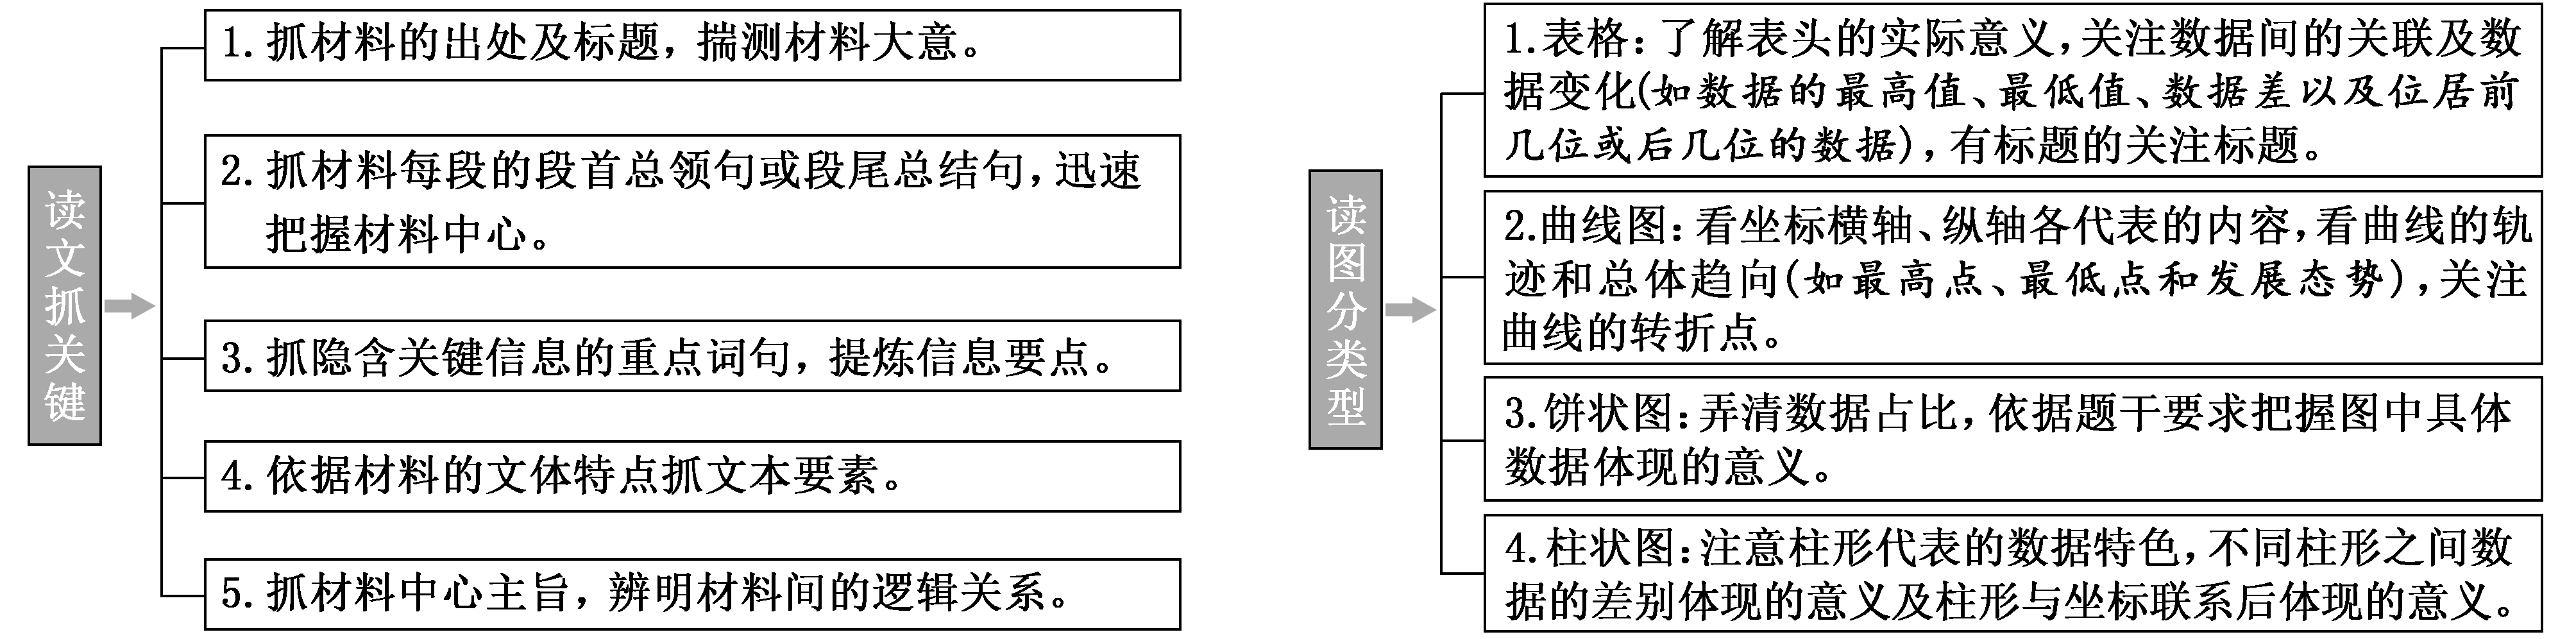 读文抓关键
1. 抓材料的出处及标题，揣测材料大意。
2. 抓材料每段的段首总领句或段尾总结句，迅速
把握材料中心。
3. 抓隐含关键信息的重点词句，提炼信息要点。
4. 依据材料的文体特点抓文本要素。
5. 抓材料中心主旨，辨明材料间的逻辑关系。
读图分类型
1.表格：了解表头的实际意义，关注数据间的关联及数
据变化(如数据的最高值、最低值、数据差以及位居前
几位或后几位的数据)，有标题的关注标题。
2.曲线图：看坐标横轴、纵轴各代表的内容，看曲线的轨
迹和总体趋向(如最高点、最低点和发展态势)，关注
曲线的转折点。
3.饼状图：弄清数据占比，依据题干要求把握图中具体
数据体现的意义。
4.柱状图：注意柱形代表的数据特色，不同柱形之间数
据的差别体现的意义及柱形与坐标联系后体现的意义。